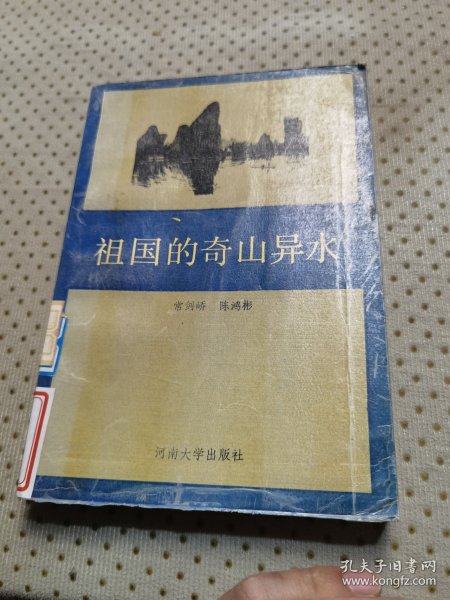 祖国的奇山异水
常剑峤 陈鸿彬
河南大学出版社
孔夫子旧书网
www.kongfz.com